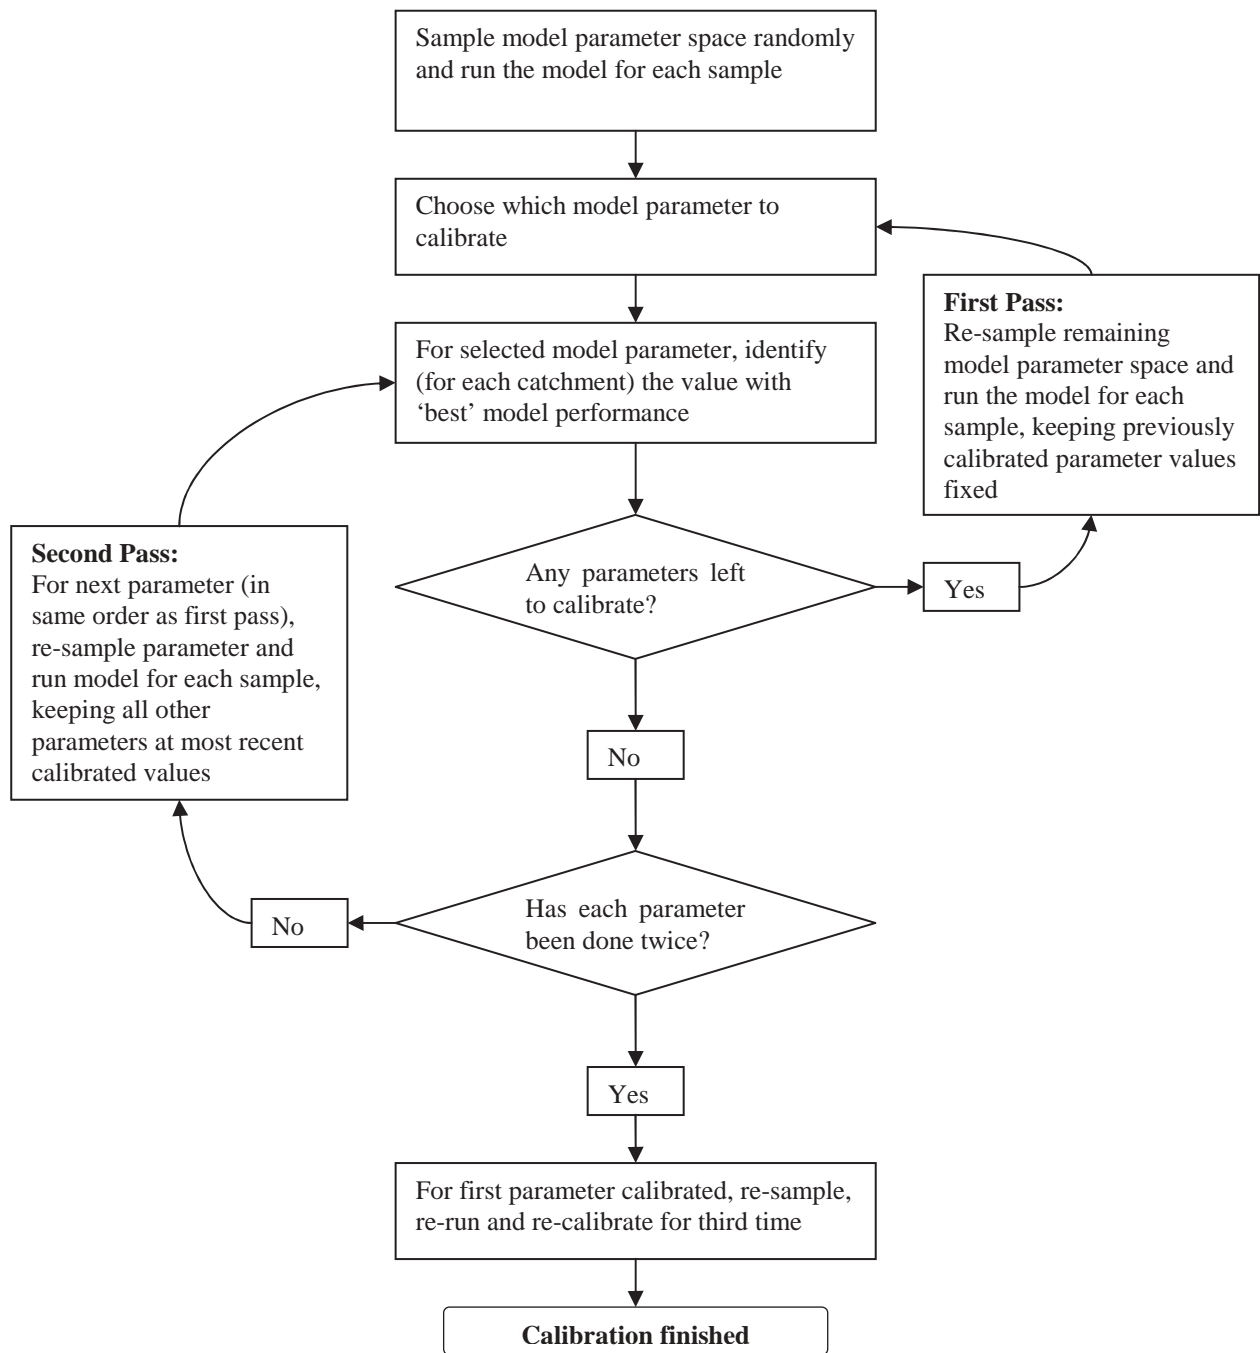 Sample model parameter space randomly
and run the model for each sample
Choose which model parameter to
calibrate
First Pass:
Re-sample remaining
model parameter space and
run the model for each
sample, keeping previously
calibrated parameter values
fixed
For selected model parameter, identify
(for each catchment) the value with
‘best’ model performance
Second Pass:
For next parameter (in
same order as first pass),
re-sample parameter and
run model for each sample,
keeping all other
parameters at most recent
calibrated values
Any parameters left
to calibrate?
Yes
No
Has each parameter
been done twice?
No
Yes
For first parameter calibrated, re-sample,
re-run and re-calibrate for third time
Calibration finished